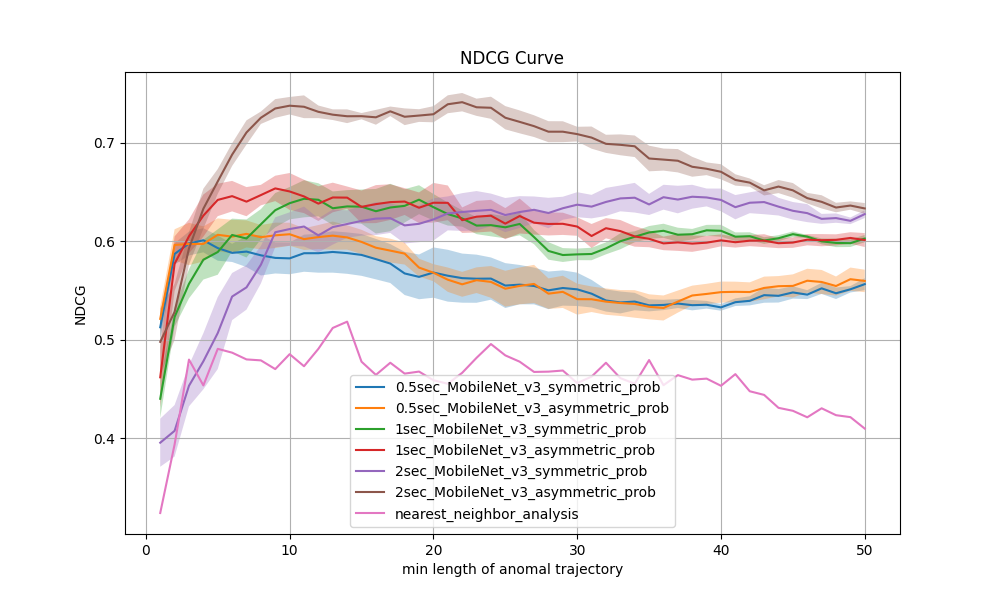 NDCG Curve
NDCG
0.7
0.6
0.5
0.4
0.5sec_MobileNet_v3_symmetric_prob
0.5sec_MobileNet_v3_asymmetric_prob
1sec_MobileNet_v3_symmetric_prob
1sec_MobileNet_v3_asymmetric_prob
2sec_MobileNet_v3_symmetric_prob
2sec_MobileNet_v3_asymmetric_prob
nearest_neighbor_analysis
0 10 20 30 40 50
min length of anomal trajectory